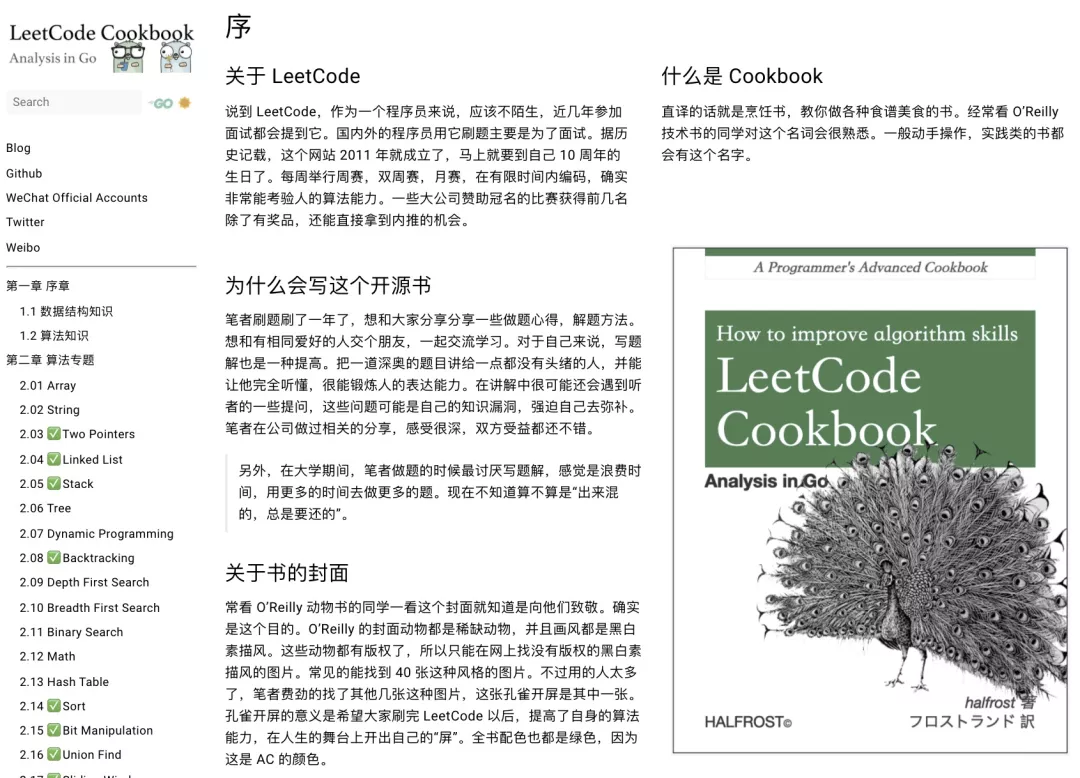 LeetCode Cookbook
Analysis in Go
Search
GO
Blog
Github
WeChat Official Accounts
Twitter
Weibo
第一章 序章
1.1 数据结构知识
1.2 算法知识
第二章 算法专题
2.01 Array
2.02 String
2.03 ✅Two Pointers
2.04 ✅Linked List
2.05 ✅Stack
2.06 Tree
2.07 Dynamic Programming
2.08 ✅Backtracking
2.09 Depth First Search
2.10 Breadth First Search
2.11 Binary Search
2.12 Math
2.13 Hash Table
2.14 ✅Sort
2.15 ✅Bit Manipulation
2.16 ✅Union Find
序
关于 LeetCode
说到 LeetCode，作为一个程序员来说，应该不陌生，近几年参加
面试都会提到它。国内外的程序员用它刷题主要是为了面试。据历
史记载，这个网站 2011 年就成立了，马上就要到自己 10 周年的
生日了。每周举行周赛，双周赛，月赛，在有限时间内编码，确实
非常能考验人的算法能力。一些大公司赞助冠名的比赛获得前几名
除了有奖品，还能直接拿到内推的机会。
为什么会写这个开源书
笔者刷题刷了一年了，想和大家分享分享一些做题心得，解题方法。
想和有相同爱好的人交个朋友，一起交流学习。对于自己来说，写题
解也是一种提高。把一道深奥的题目讲给一点都没有头绪的人，并能
让他完全听懂，很能锻炼人的表达能力。在讲解中很可能还会遇到听
者的一些提问，这些问题可能是自己的知识漏洞，强迫自己去弥补。
笔者在公司做过相关的分享，感受很深，双方受益都还不错。
另外，在大学期间，笔者做题的时候最讨厌写题解，感觉是浪费时
间，用更多的时间去做更多的题。现在不知道算不算是“出来混
的，总是要还的”。
关于书的封面
常看 O’Reilly 动物书的同学一看这个封面就知道是向他们致敬。确实
是这个目的。O’Reilly 的封面动物都是稀缺动物，并且画风都是黑白
素描风。这些动物都有版权了，所以只能在网上找没有版权的黑白素
描风的图片。常见的能找到 40 张这种风格的图片。不过用的人太多
了，笔者费劲的找了其他几张这种图片，这张孔雀开屏是其中一张。
孔雀开屏的意义是希望大家刷完 LeetCode 以后，提高了自身的算法
能力，在人生的舞台上开出自己的“屏”。全书配色也都是绿色，因为
这是 AC 的颜色。
什么是 Cookbook
直译的话就是烹饪书，教你做各种食谱美食的书。经常看 O’Reilly
技术书的同学对这个名词会很熟悉。一般动手操作，实践类的书都
会有这个名字。
A Programmer's Advanced Cookbook
How to improve algorithm skills
LeetCode
Cookbook
Analysis in Go
halfrost 著
HALFROST©
フロストランド 訳